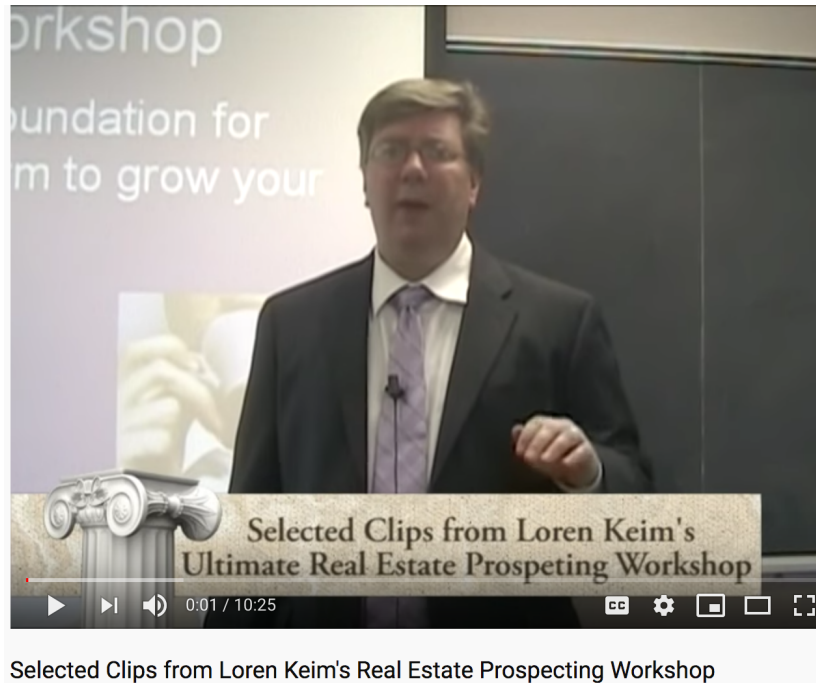 orkshop
oundation for
m to grow your
Selected Clips from Loren Keim's
Ultimate Real Estate Prospeting Workshop
0:01 / 10:25
CC
Selected Clips from Loren Keim's Real Estate Prospecting Workshop